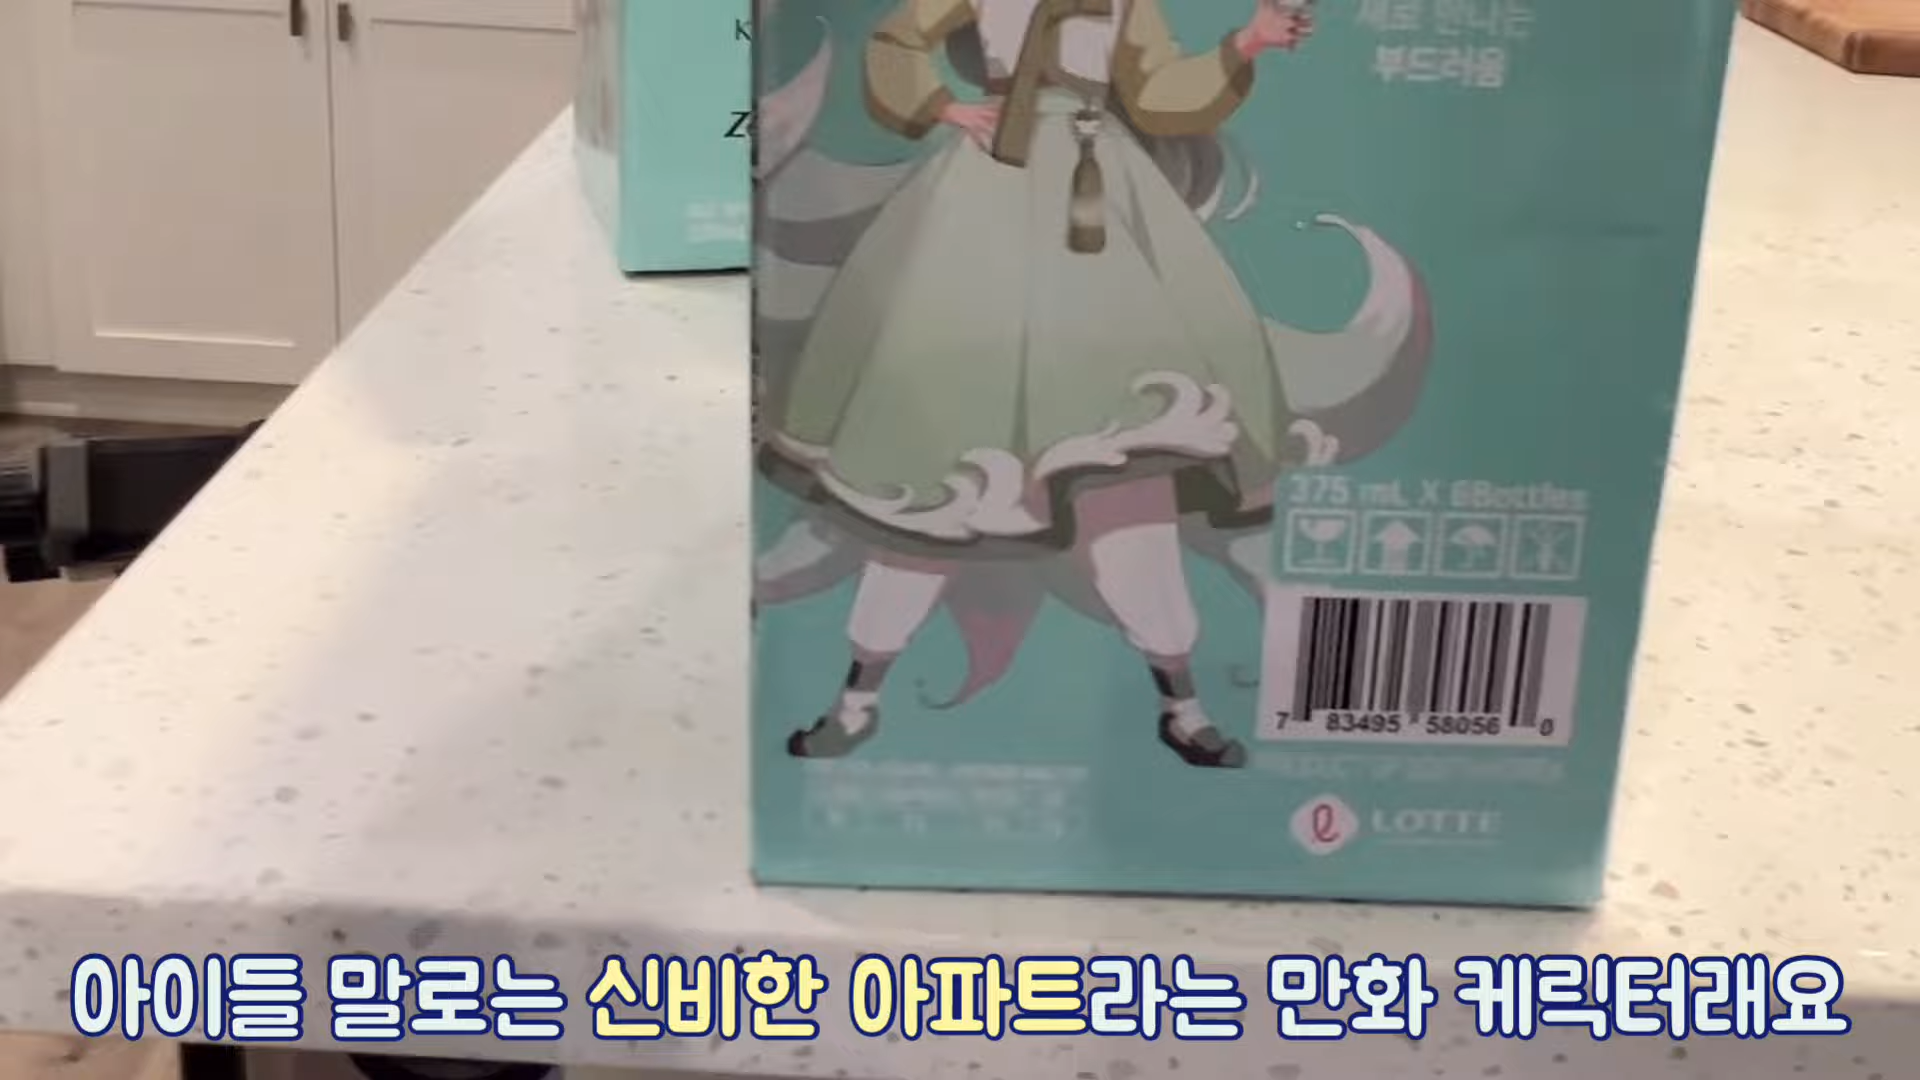 새로 만나는
부드러움
K
Z
375 mL X 6Bottles
7 83495 58056 0
LOTTE
아이들 말로는 신비한 아파트라는 만화 케릭터래요